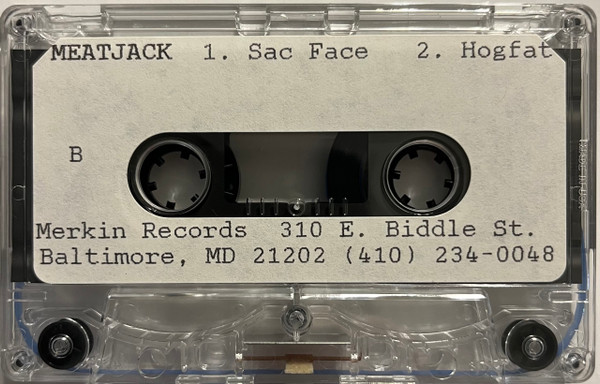 MEATJACK 1. Sac Face 2. Hogfat
B
Merkin Records 310 E. Biddle St.
Baltimore, MD 21202 (410) 234-0048